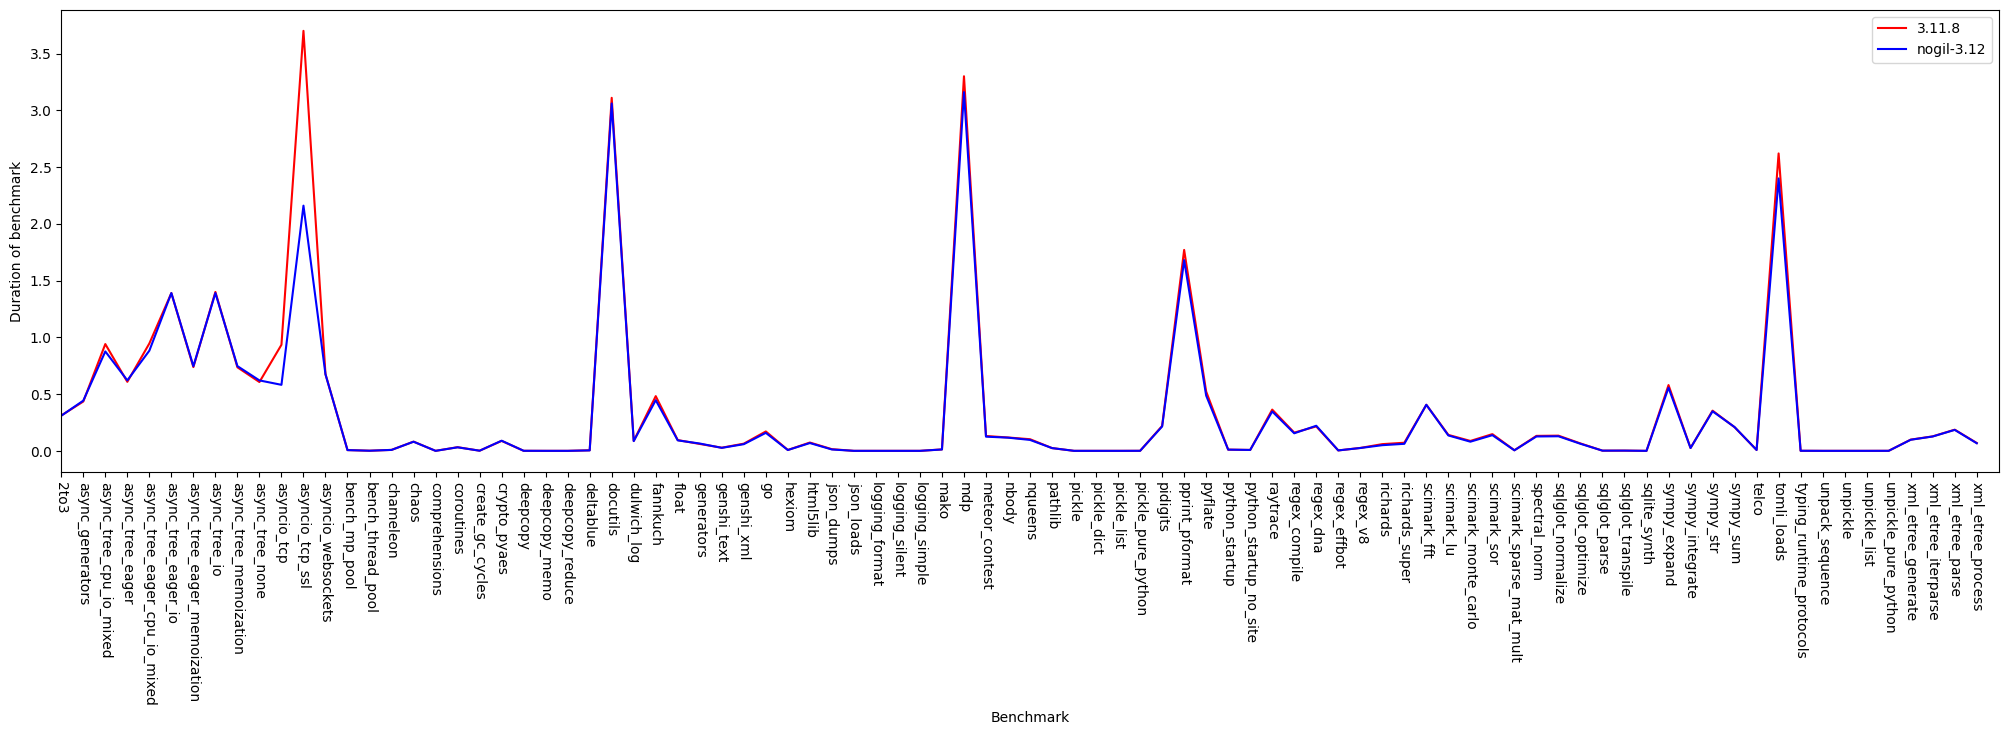 3.11.8
nogil-3.12
Duration of benchmark
3.5
3.0
2.5
2.0
1.5
1.0
0.5
0.0
2to3
async_generators
async_tree_cpu_io_mixed
async_tree_eager
async_tree_eager_cpu_io_mixed
async_tree_eager_io
async_tree_eager_memoization
async_tree_io
async_tree_memoization
async_tree_none
asyncio_tcp
asyncio_tcp_ssl
asyncio_websockets
bench_mp_pool
bench_thread_pool
chameleon
chaos
comprehensions
coroutines
create_gc_cycles
crypto_pyaes
deepcopy
deepcopy_memo
deepcopy_reduce
deltablue
docutils
dulwich_log
fannkuch
float
generators
genshi_text
genshi_xml
go
hexiom
html5lib
json_dumps
json_loads
logging_format
logging_silent
logging_simple
mako
mdp
meteor_contest
nbody
nqueens
pathlib
pickle
pickle_dict
pickle_list
pickle_pure_python
pidigits
pprint_pformat
pyflate
python_startup
python_startup_no_site
raytrace
regex_compile
regex_dna
regex_effbot
regex_v8
richards
richards_super
scimark_fft
scimark_lu
scimark_monte_carlo
scimark_sor
scimark_sparse_mat_mult
spectral_norm
sqlglot_normalize
sqlglot_optimize
sqlglot_parse
sqlglot_transpile
sqlite_synth
sympy_expand
sympy_integrate
sympy_str
sympy_sum
telco
tomli_loads
typing_runtime_protocols
unpack_sequence
unpickle
unpickle_list
unpickle_pure_python
xml_etree_generate
xml_etree_iterparse
xml_etree_parse
xml_etree_process
Benchmark